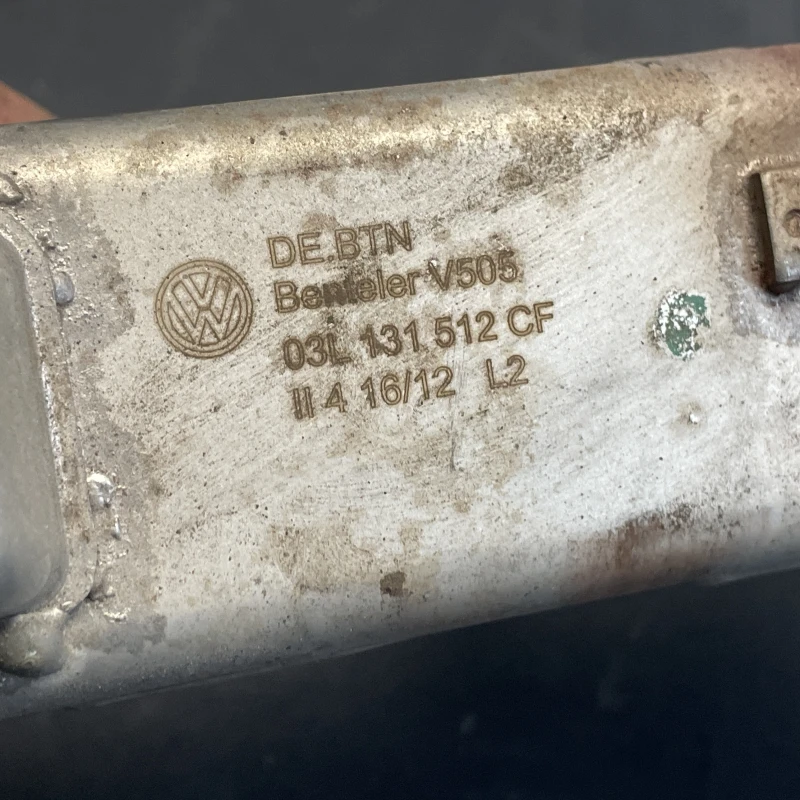 DE.BTN
Benteler V505
03L 131 512 CF
II 4 16/12 L2